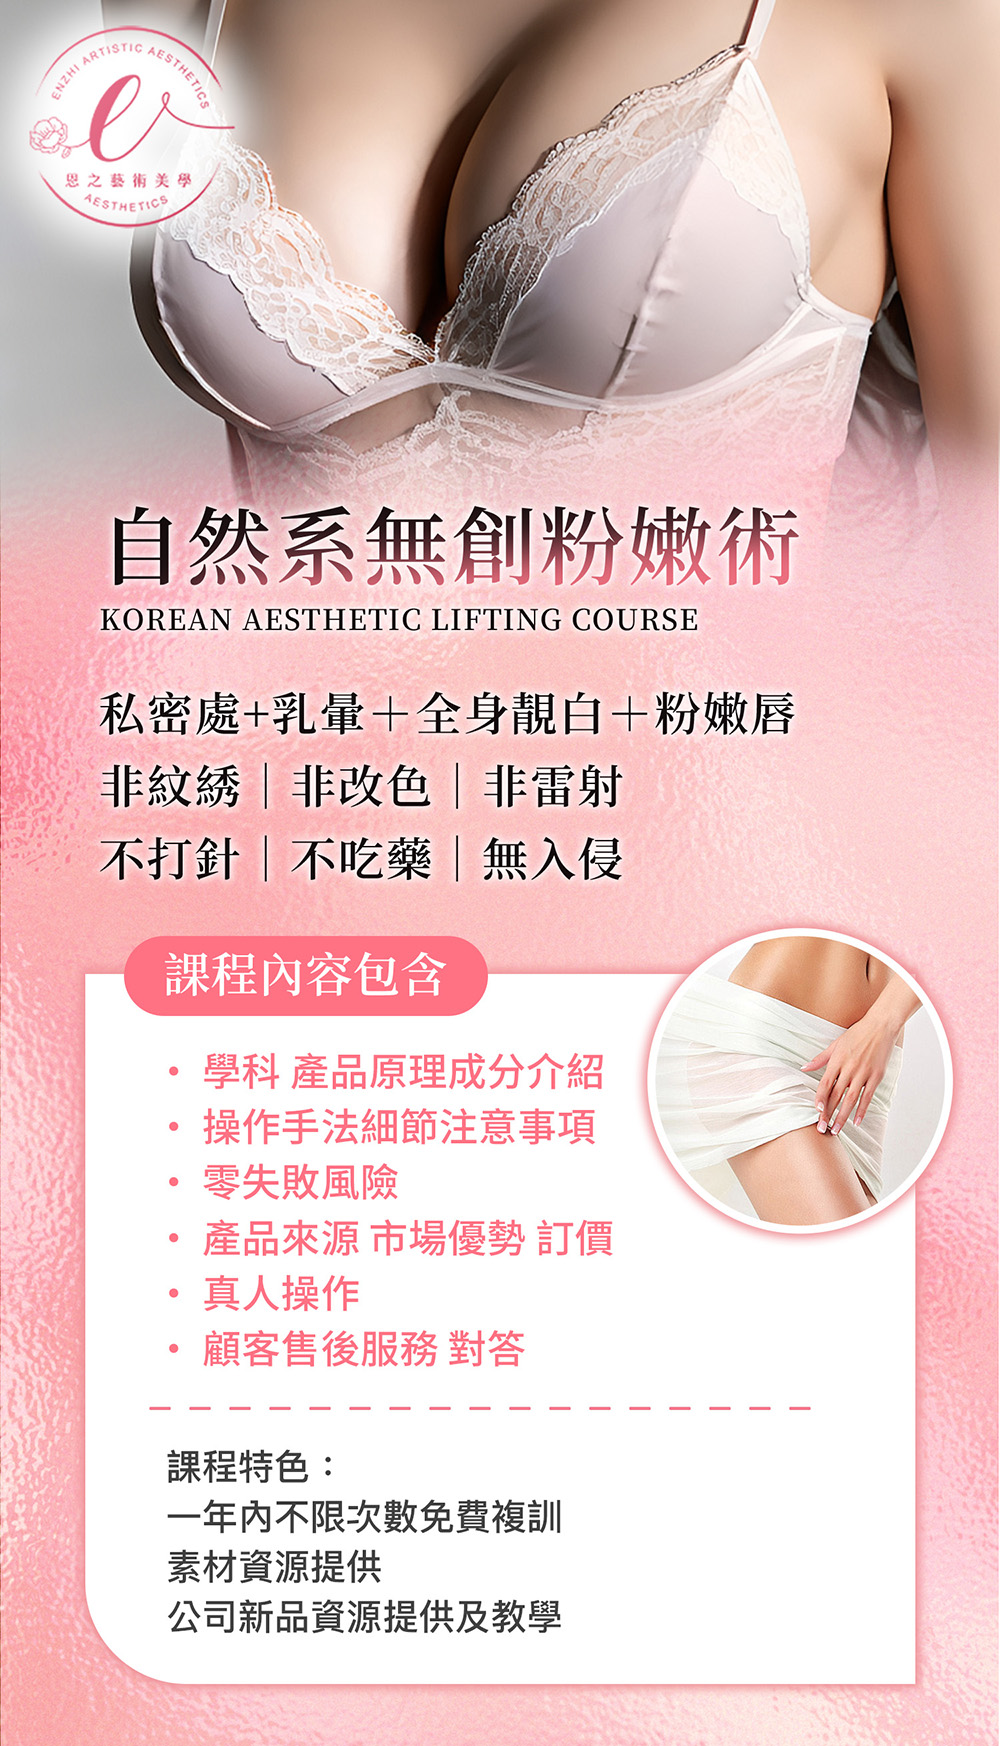 ENZHI ARTISTIC AESTHETICS
恩之藝術美學
AESTHETICS
自然系無創粉嫩術
KOREAN AESTHETIC LIFTING COURSE
私密處+乳暈＋全身靚白＋粉嫩唇
非紋綉｜非改色｜非雷射
不打針｜不吃藥｜無入侵
課程內容包含
・ 學科 產品原理成分介紹
・ 操作手法細節注意事項
・ 零失敗風險
・ 產品來源 市場優勢 訂價
・ 真人操作
・ 顧客售後服務 對答
課程特色：
一年內不限次數免費複訓
素材資源提供
公司新品資源提供及教學